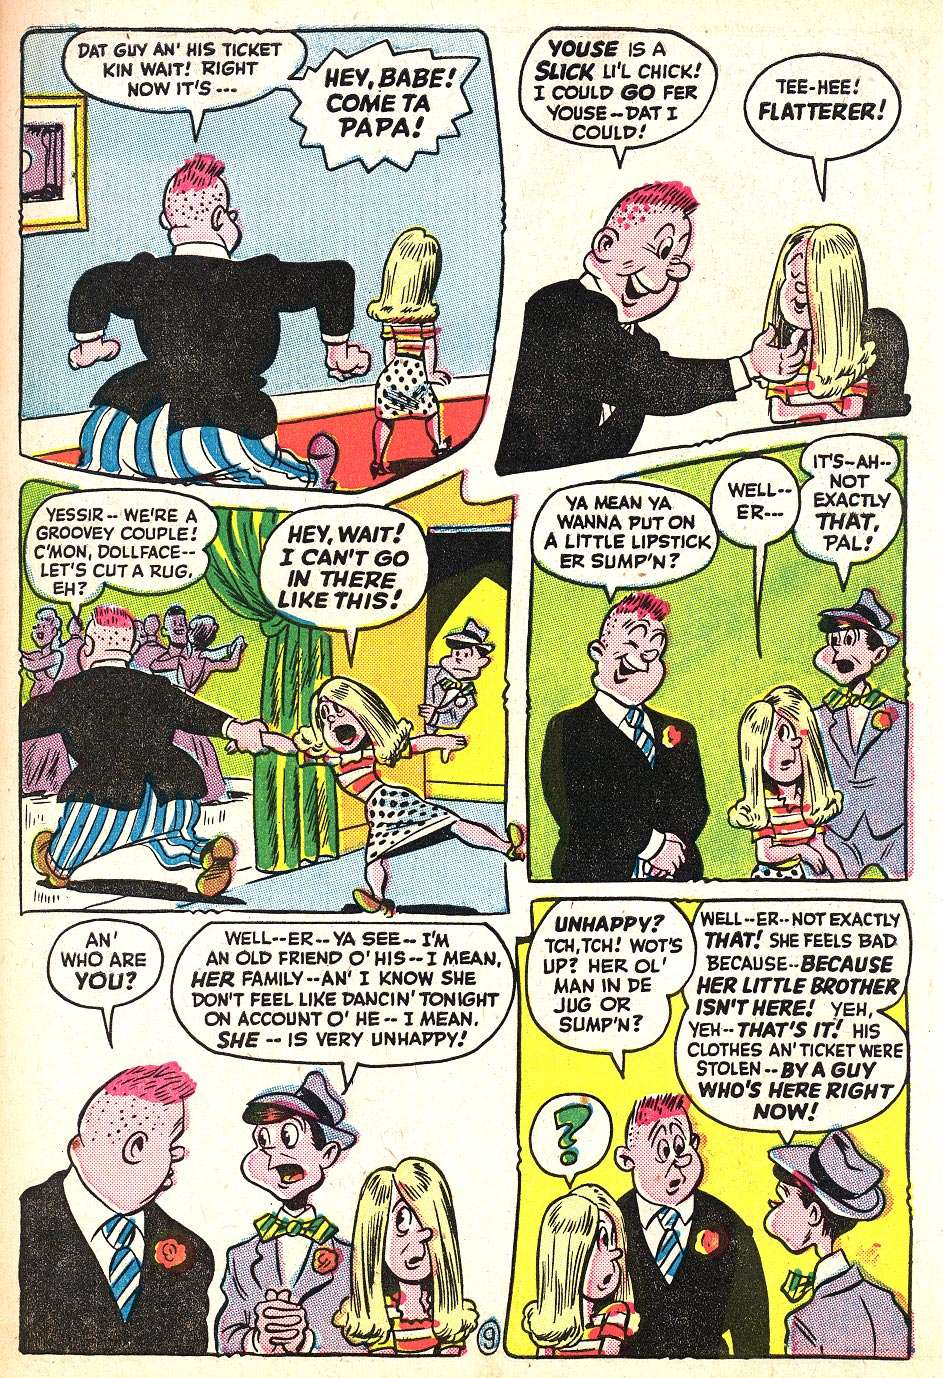 DAT GUY AN' HIS TICKET
KIN WAIT! RIGHT
NOW IT'S ---
HEY, BABE!
COME TA
PAPA!
YOUSE IS A
SLICK LI'L CHICK!
I COULD GO FER
YOUSE--DAT I
COULD!
TEE-HEE!
FLATTERER!
YESSIR-- WE'RE A
GROOVEY COUPLE!
C'MON, DOLLFACE--
LET'S CUT A RUG,
EH?
HEY, WAIT!
I CAN'T GO
IN THERE
LIKE THIS!
YA MEAN YA
WANNA PUT ON
A LITTLE LIPSTICK
ER SUMP'N?
WELL--
ER---
IT'S-AH--
NOT
EXACTLY
THAT,
PAL!
AN'
WHO ARE
YOU?
WELL--ER--YA SEE--I'M
AN OLD FRIEND O' HIS--I MEAN,
HER FAMILY--AN' I KNOW SHE
DON'T FEEL LIKE DANCIN' TONIGHT
ON ACCOUNT O' HE--I MEAN,
SHE -- IS VERY UNHAPPY!
UNHAPPY?
TCH, TCH! WOT'S
UP? HER OL'
MAN IN DE
JUG OR
SUMP'N?
?
WELL--ER--NOT EXACTLY
THAT! SHE FEELS BAD
BECAUSE--BECAUSE
HER LITTLE BROTHER
ISN'T HERE! YEH,
YEH--THAT'S IT! HIS
CLOTHES AN' TICKET WERE
STOLEN--BY A GUY
WHO'S HERE RIGHT
NOW!
9